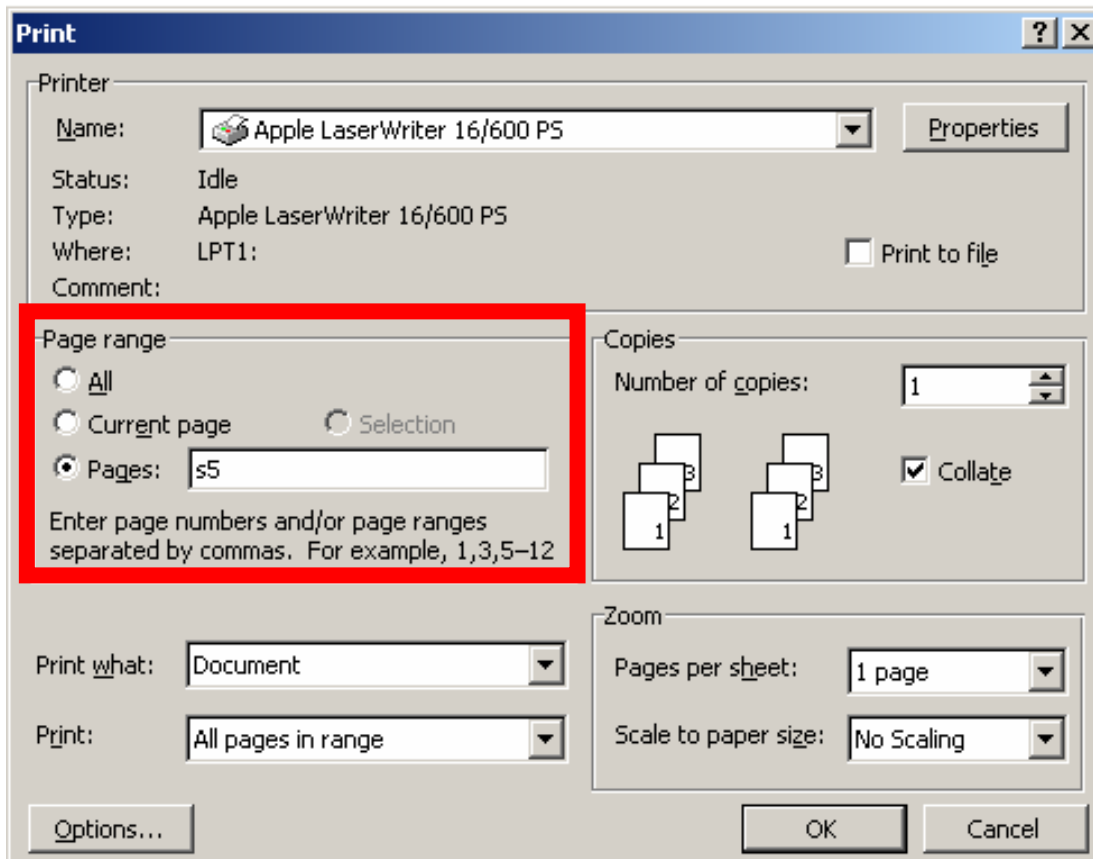 Print
Printer
Name: Apple LaserWriter 16/600 PS Properties
Status: Idle
Type: Apple LaserWriter 16/600 PS
Where: LPT1: Print to file
Comment:
Page range
All
Current page Selection
Pages: s5
Enter page numbers and/or page ranges
separated by commas. For example, 1,3,5–12
Copies
Number of copies: 1
3 3
2 2
1 1
Collate
Print what: Document
Print: All pages in range
Zoom
Pages per sheet: 1 page
Scale to paper size: No Scaling
Options... OK Cancel